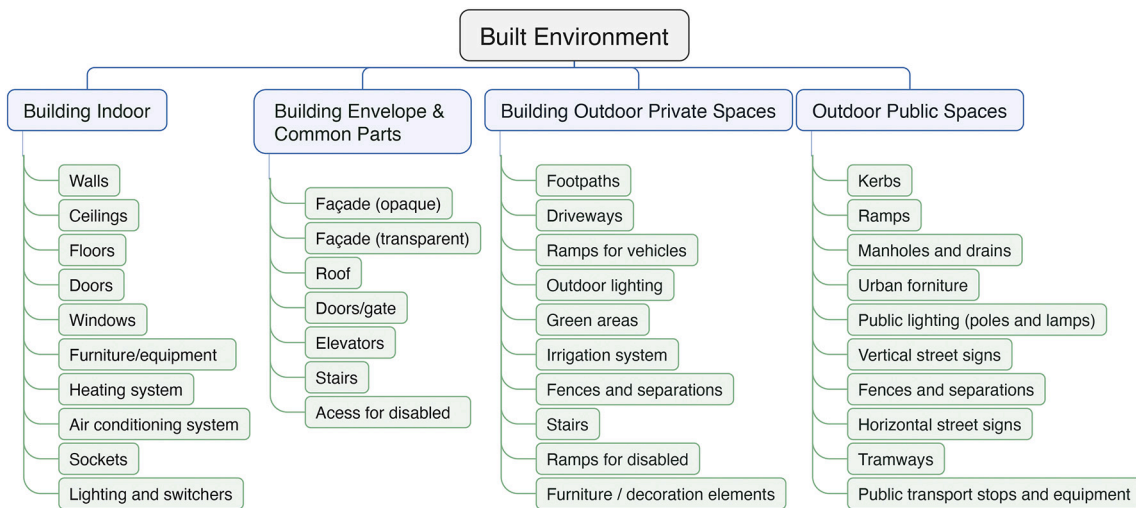 Built Environment
Building Indoor
Walls
Ceilings
Floors
Doors
Windows
Furniture/equipment
Heating system
Air conditioning system
Sockets
Lighting and switchers
Building Envelope &
Common Parts
Façade (opaque)
Façade (transparent)
Roof
Doors/gate
Elevators
Stairs
Acess for disabled
Building Outdoor Private Spaces
Footpaths
Driveways
Ramps for vehicles
Outdoor lighting
Green areas
Irrigation system
Fences and separations
Stairs
Ramps for disabled
Furniture / decoration elements
Outdoor Public Spaces
Kerbs
Ramps
Manholes and drains
Urban forniture
Public lighting (poles and lamps)
Vertical street signs
Fences and separations
Horizontal street signs
Tramways
Public transport stops and equipment